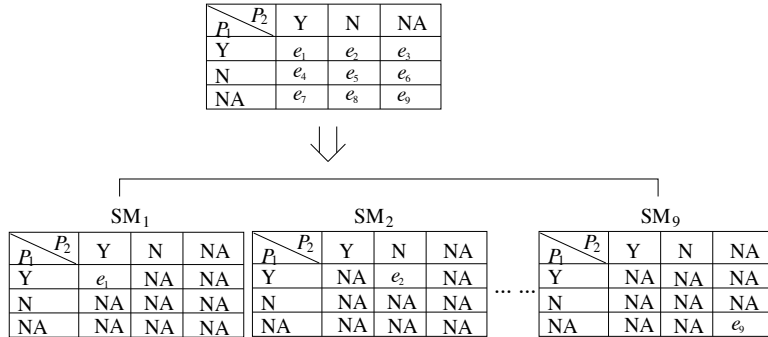 P₁ P₂ Y N NA
Y e₁ e₂ e₃
N e₄ e₅ e₆
NA e₇ e₈ e₉
SM₁ SM₂ SM₉
P₁ P₂ Y N NA P₁ P₂ Y N NA P₁ P₂ Y N NA
Y e₁ NA NA Y NA e₂ NA Y NA NA NA
... ...
N NA NA NA N NA NA NA N NA NA NA
NA NA NA NA NA NA NA NA NA NA NA e₉